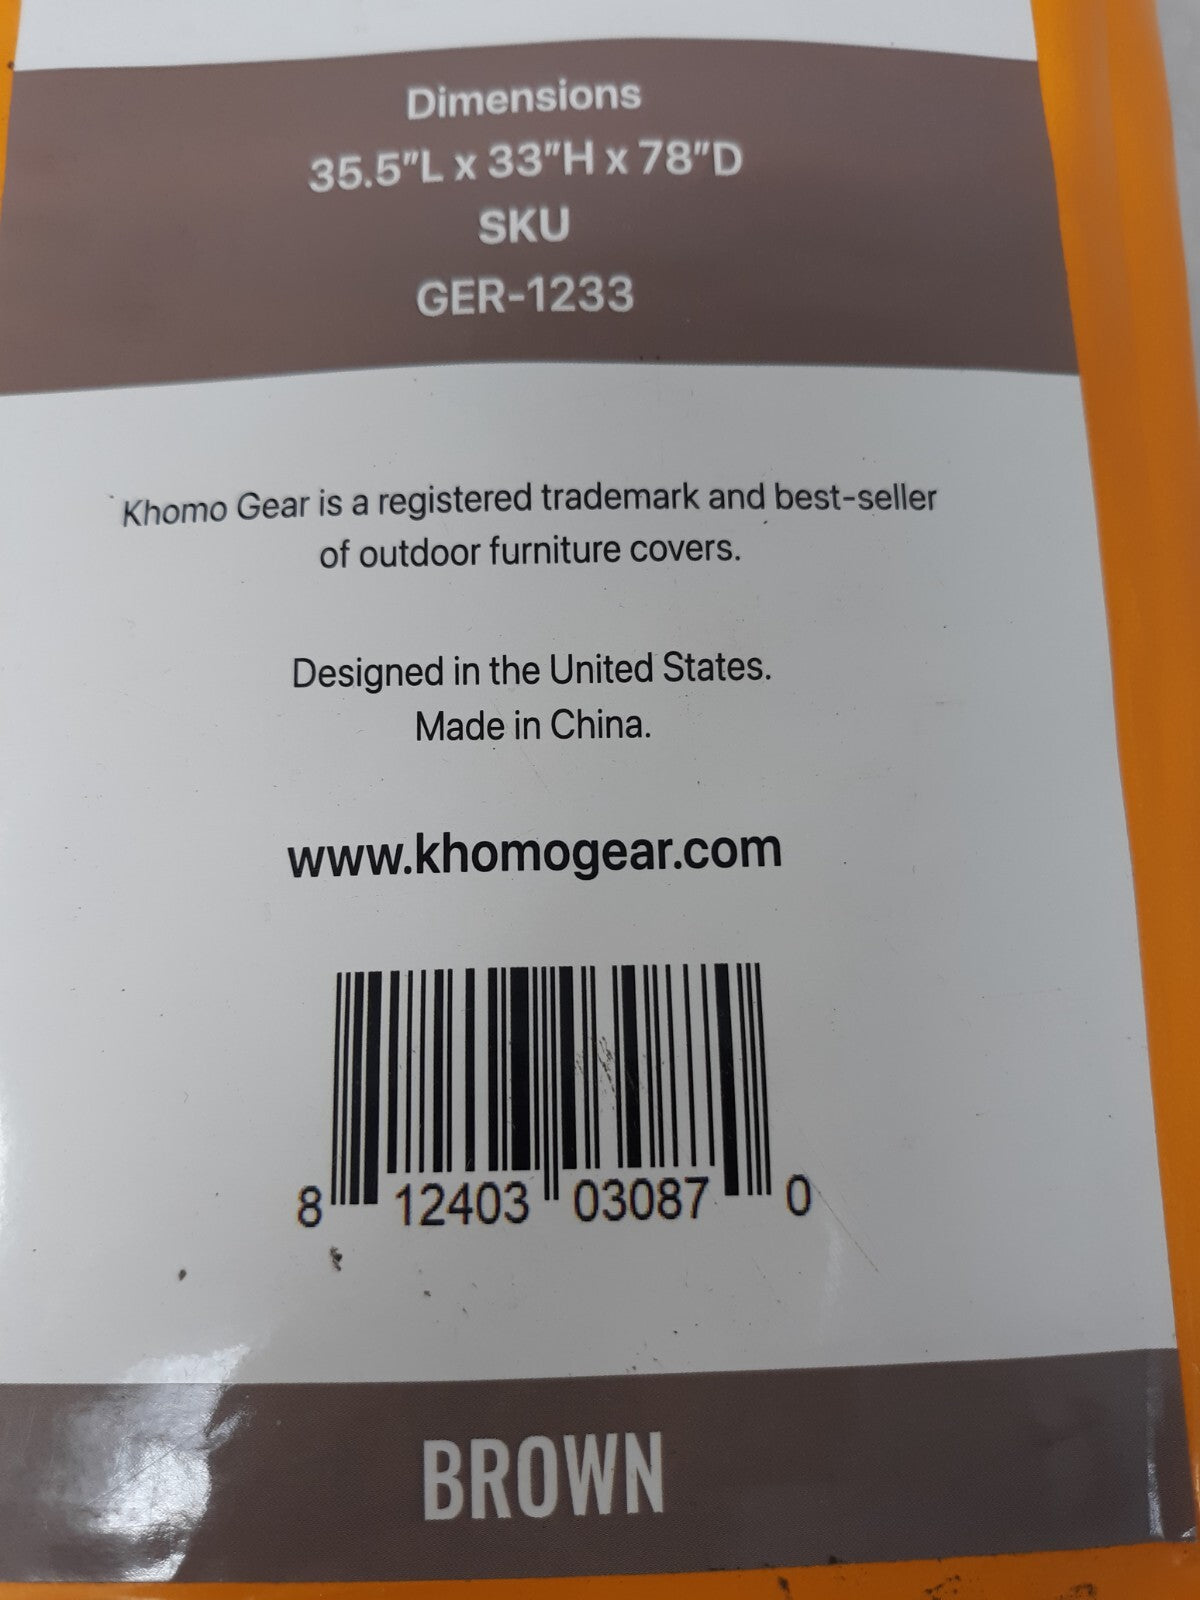 Dimensions
35.5"L x 33"H x 78"D
SKU
GER-1233
Khomo Gear is a registered trademark and best-seller
of outdoor furniture covers.
Designed in the United States.
Made in China.
www.khomogear.com
8 12403 03087 0
BROWN